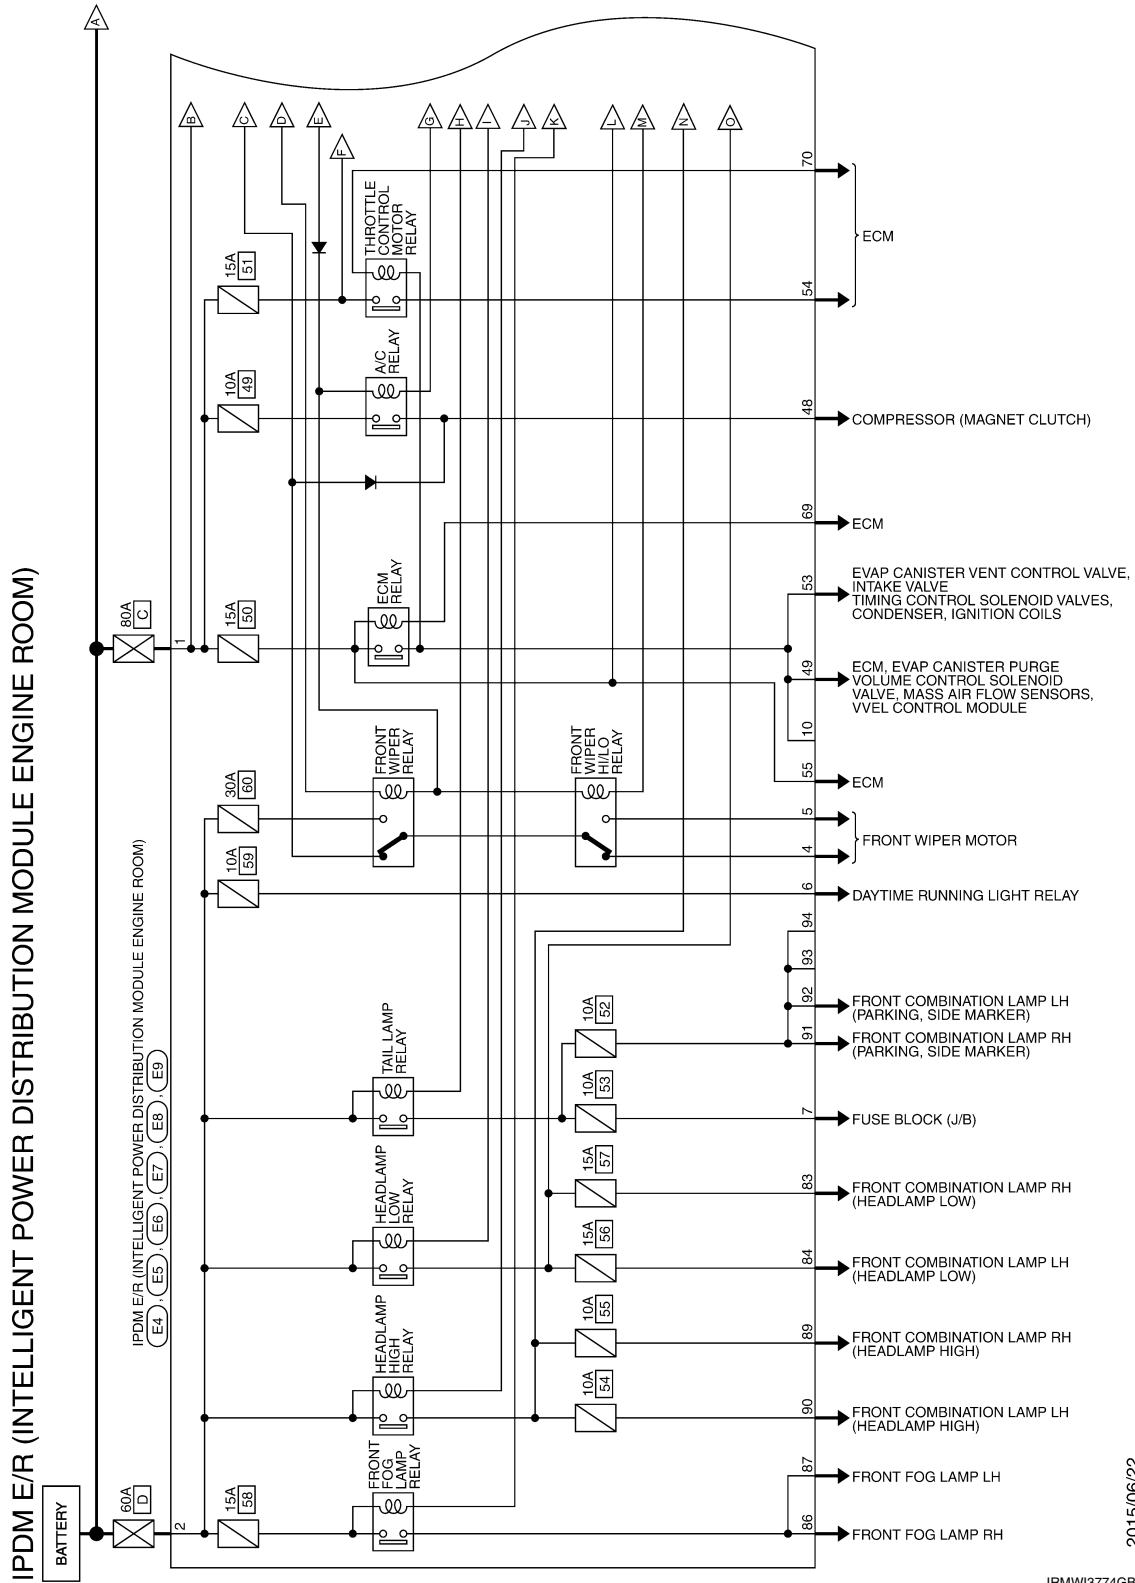 IPDM E/R (INTELLIGENT POWER DISTRIBUTION MODULE ENGINE ROOM)
BATTERY
A
60A
D
80A
C
IPDM E/R (INTELLIGENT POWER DISTRIBUTION MODULE ENGINE ROOM)
E4 , E5 , E6 , E7 , E8 , E9
2
1
B
C
D
E
F
G
H
I
J
K
L
M
N
O
15A
58
10A
59
30A
60
15A
50
10A
49
15A
51
FRONT
FOG
LAMP
RELAY
HEADLAMP
HIGH
RELAY
HEADLAMP
LOW
RELAY
TAIL LAMP
RELAY
FRONT
WIPER
RELAY
FRONT
WIPER
HI/LO
RELAY
ECM
RELAY
A/C
RELAY
THROTTLE
CONTROL
MOTOR
RELAY
10A
54
10A
55
15A
56
15A
57
10A
53
10A
52
70
54
ECM
48
COMPRESSOR (MAGNET CLUTCH)
69
ECM
53
EVAP CANISTER VENT CONTROL VALVE,
INTAKE VALVE
TIMING CONTROL SOLENOID VALVES,
CONDENSER, IGNITION COILS
49
ECM, EVAP CANISTER PURGE
VOLUME CONTROL SOLENOID
VALVE, MASS AIR FLOW SENSORS,
VVEL CONTROL MODULE
10
55
ECM
5
4
FRONT WIPER MOTOR
6
DAYTIME RUNNING LIGHT RELAY
94
93
92
FRONT COMBINATION LAMP LH
(PARKING, SIDE MARKER)
91
FRONT COMBINATION LAMP RH
(PARKING, SIDE MARKER)
7
FUSE BLOCK (J/B)
83
FRONT COMBINATION LAMP RH
(HEADLAMP LOW)
84
FRONT COMBINATION LAMP LH
(HEADLAMP LOW)
89
FRONT COMBINATION LAMP RH
(HEADLAMP HIGH)
90
FRONT COMBINATION LAMP LH
(HEADLAMP HIGH)
87
FRONT FOG LAMP LH
86
FRONT FOG LAMP RH
2015/06/22
JRMWI3774GB